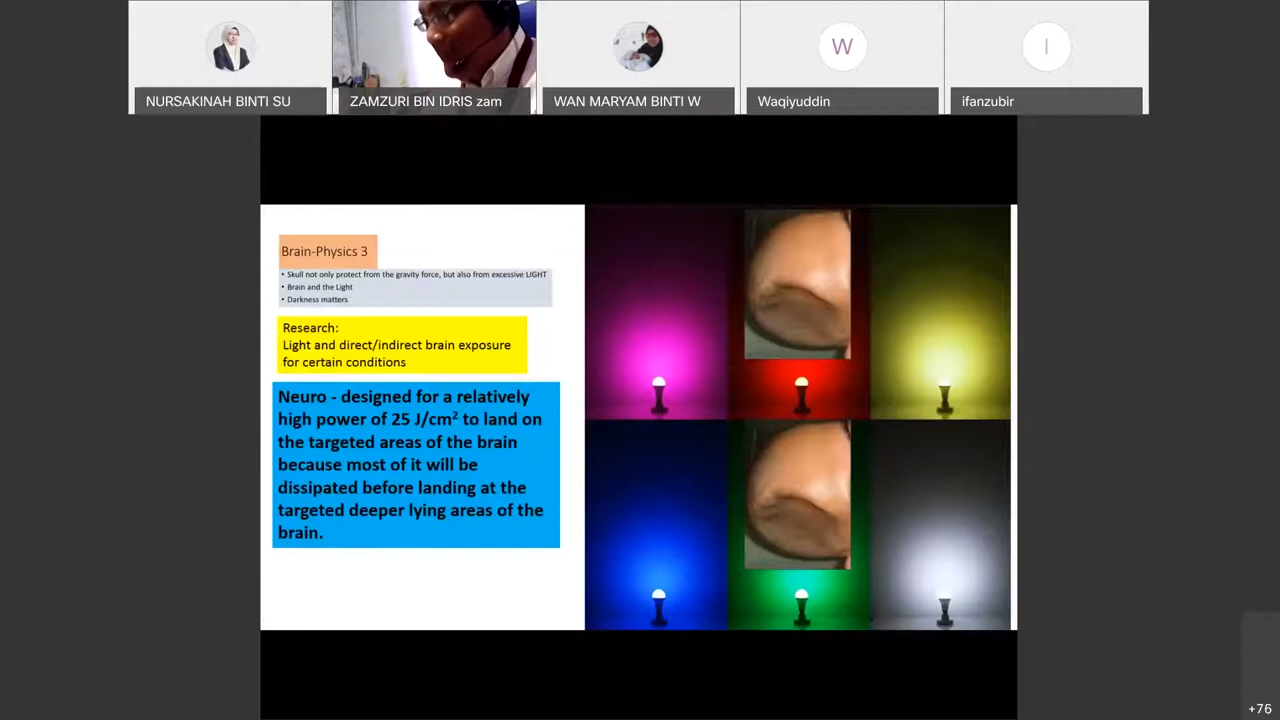 NURSAKINAH BINTI SU
ZAMZURI BIN IDRIS zam
WAN MARYAM BINTI W
W
Waqiyuddin
I
ifanzubir
Brain-Physics 3
• Skull not only protect from the gravity force, but also from excessive LIGHT
• Brain and the Light
• Darkness matters
Research:
Light and direct/indirect brain exposure
for certain conditions
Neuro - designed for a relatively
high power of 25 J/cm² to land on
the targeted areas of the brain
because most of it will be
dissipated before landing at the
targeted deeper lying areas of the
brain.
+76